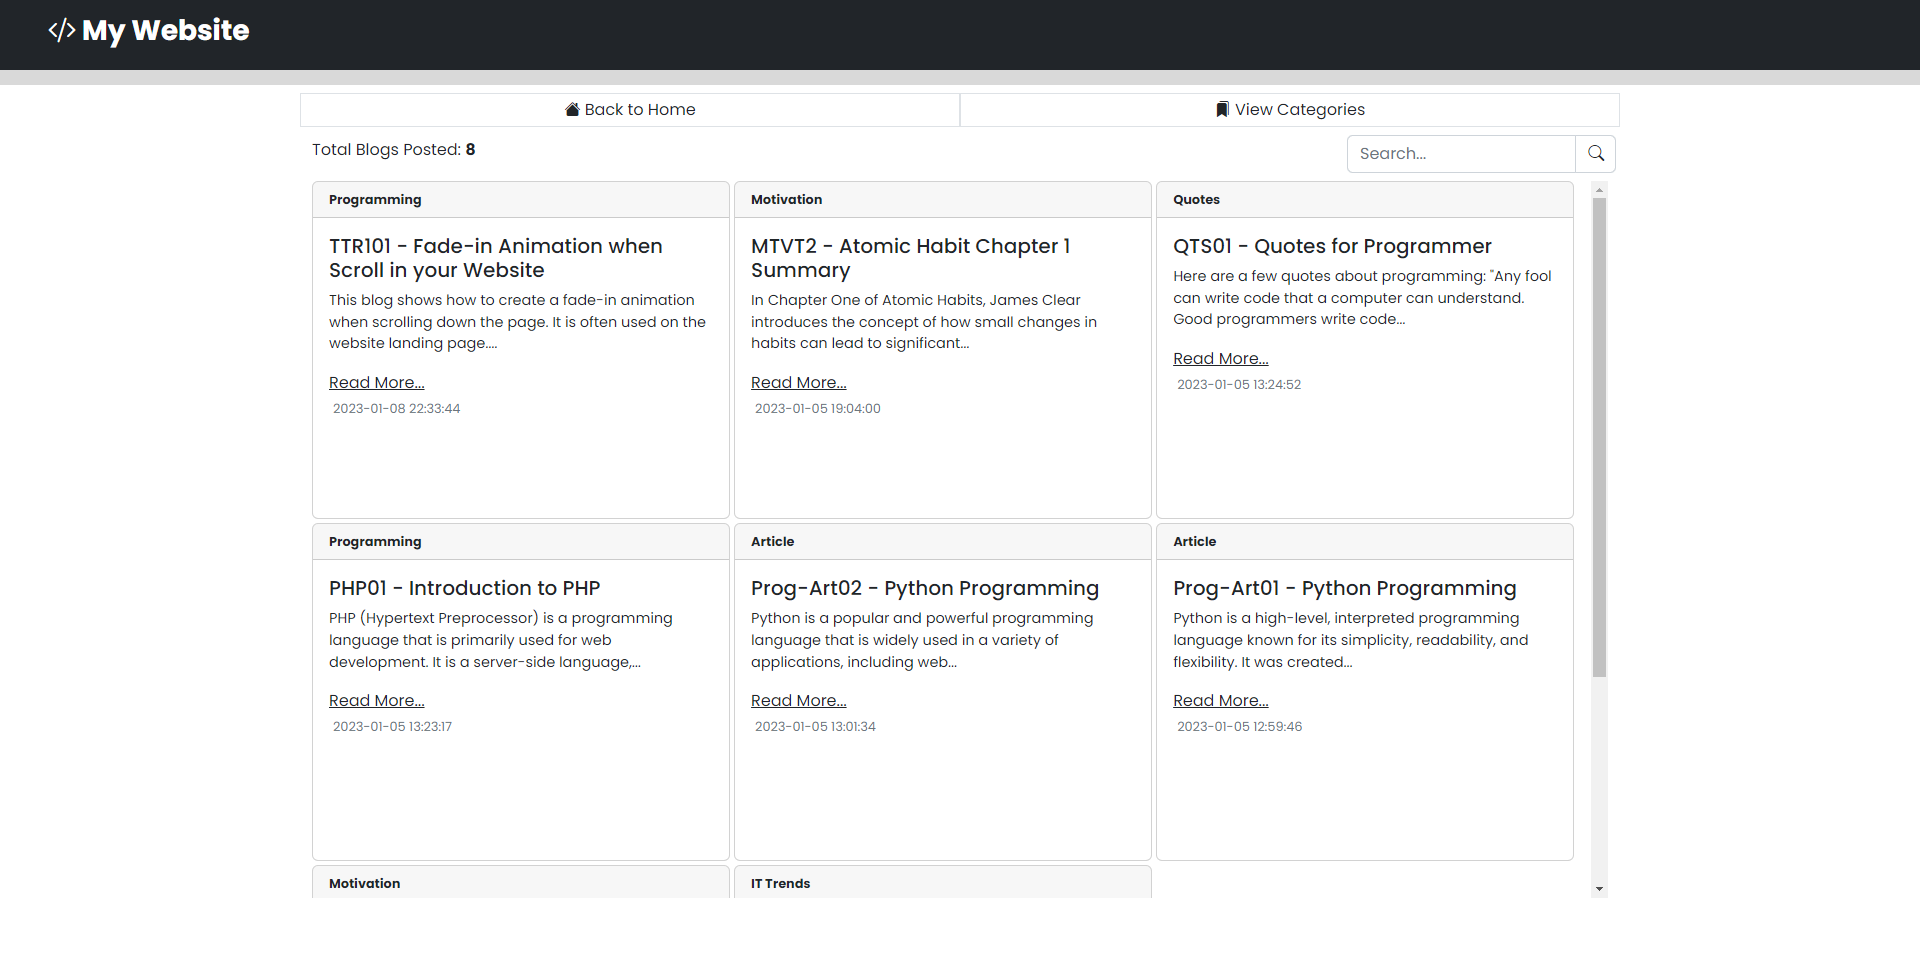 </> My Website
Back to Home
View Categories
Total Blogs Posted: 8
Search...
Programming
TTR101 - Fade-in Animation when
Scroll in your Website
This blog shows how to create a fade-in animation
when scrolling down the page. It is often used on the
website landing page....
Read More...
2023-01-08 22:33:44
Motivation
MTVT2 - Atomic Habit Chapter 1
Summary
In Chapter One of Atomic Habits, James Clear
introduces the concept of how small changes in
habits can lead to significant...
Read More...
2023-01-05 19:04:00
Quotes
QTS01 - Quotes for Programmer
Here are a few quotes about programming: "Any fool
can write code that a computer can understand.
Good programmers write code...
Read More...
2023-01-05 13:24:52
Programming
PHP01 - Introduction to PHP
PHP (Hypertext Preprocessor) is a programming
language that is primarily used for web
development. It is a server-side language,...
Read More...
2023-01-05 13:23:17
Article
Prog-Art02 - Python Programming
Python is a popular and powerful programming
language that is widely used in a variety of
applications, including web...
Read More...
2023-01-05 13:01:34
Article
Prog-Art01 - Python Programming
Python is a high-level, interpreted programming
language known for its simplicity, readability, and
flexibility. It was created...
Read More...
2023-01-05 12:59:46
Motivation
IT Trends